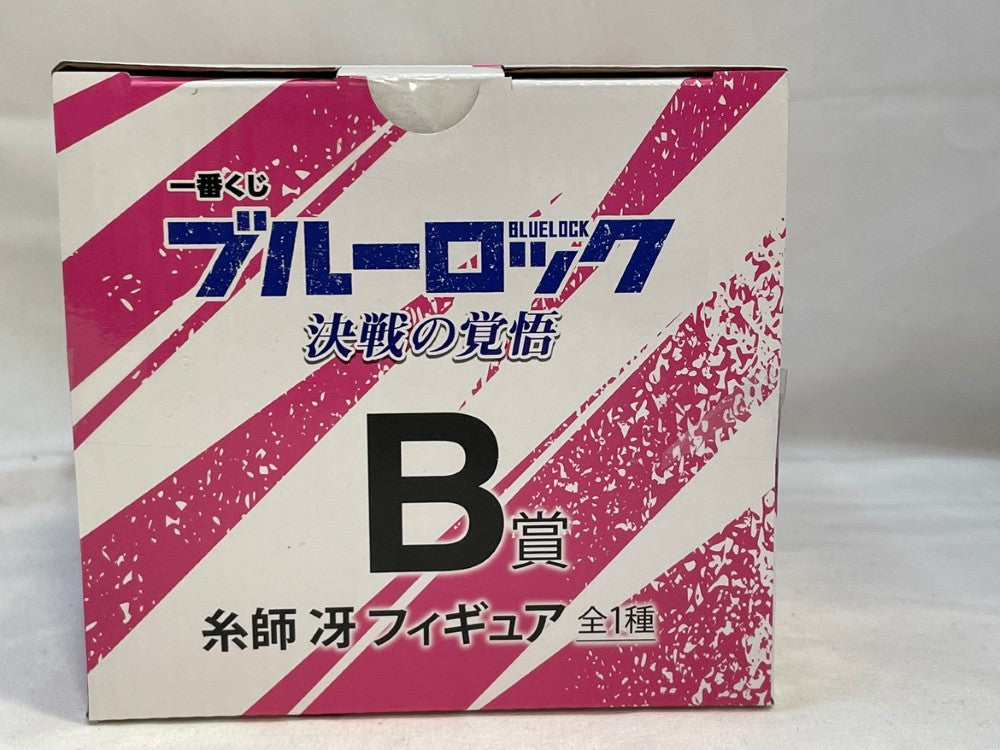 一番くじ
ブルーロック
BLUELOCK
決戦の覚悟
B賞
糸師 冴 フィギュア 全1種